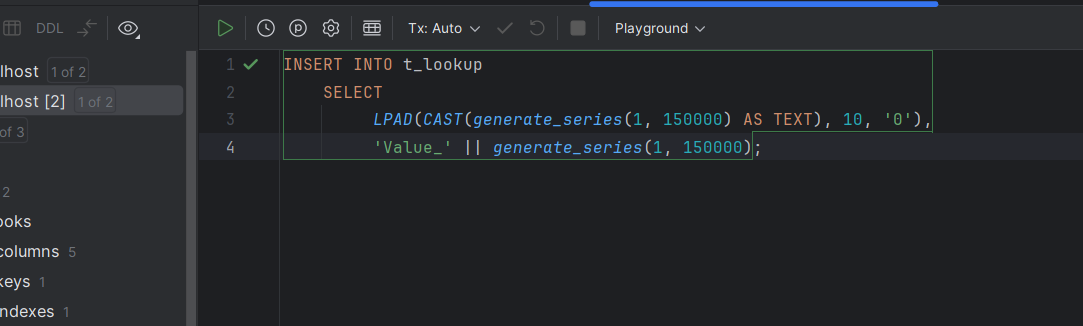 DDL Tx: Auto Playground
lhost 1 of 2
lhost [2] 1 of 2
of 3
2
ooks
columns 5
keys 1
ndexes 1
1 INSERT INTO t_lookup
2 SELECT
3 LPAD(CAST(generate_series(1, 150000) AS TEXT), 10, '0'),
4 'Value_' || generate_series(1, 150000);